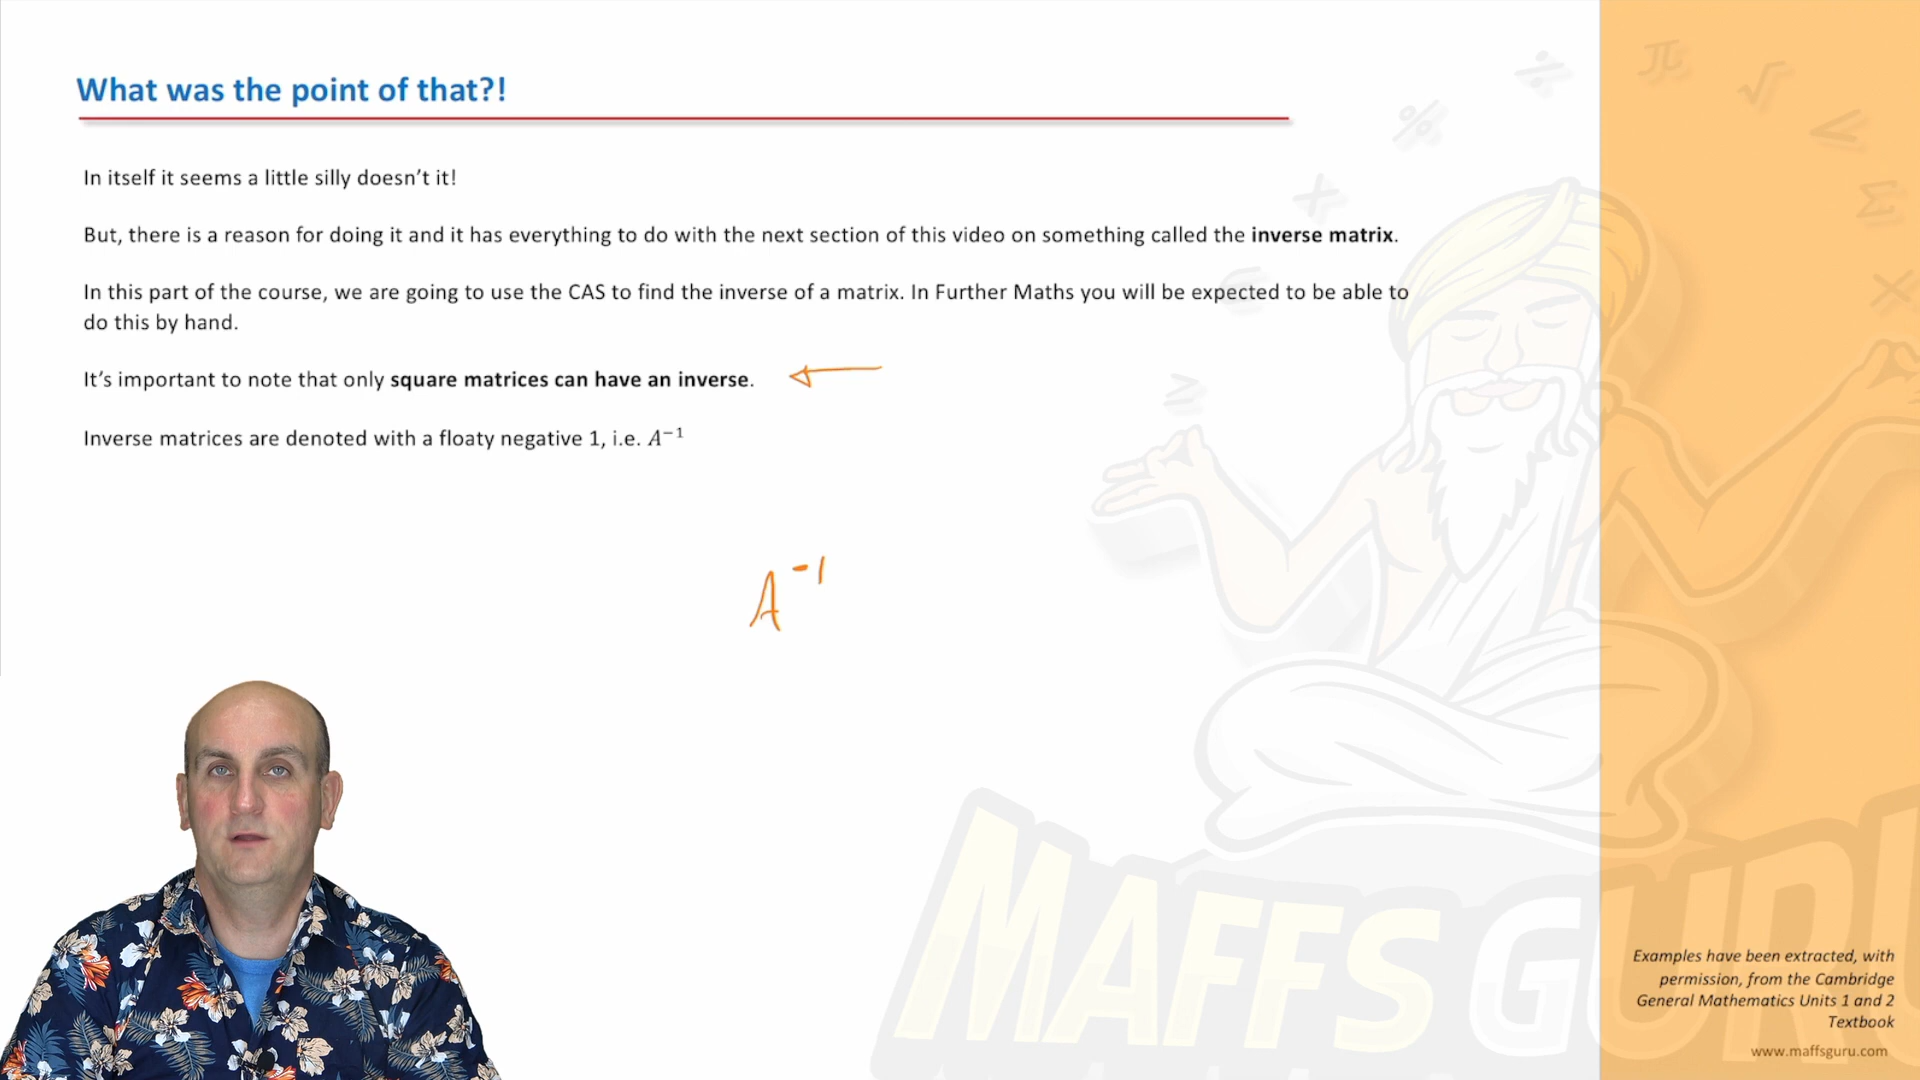 What was the point of that?!
In itself it seems a little silly doesn't it!
But, there is a reason for doing it and it has everything to do with the next section of this video on something called the inverse matrix.
In this part of the course, we are going to use the CAS to find the inverse of a matrix. In Further Maths you will be expected to be able to
do this by hand.
It's important to note that only square matrices can have an inverse.
Inverse matrices are denoted with a floaty negative 1, i.e. A⁻¹
A⁻¹
MAFFS GURU
Examples have been extracted, with
permission, from the Cambridge
General Mathematics Units 1 and 2
Textbook
www.maffsguru.com